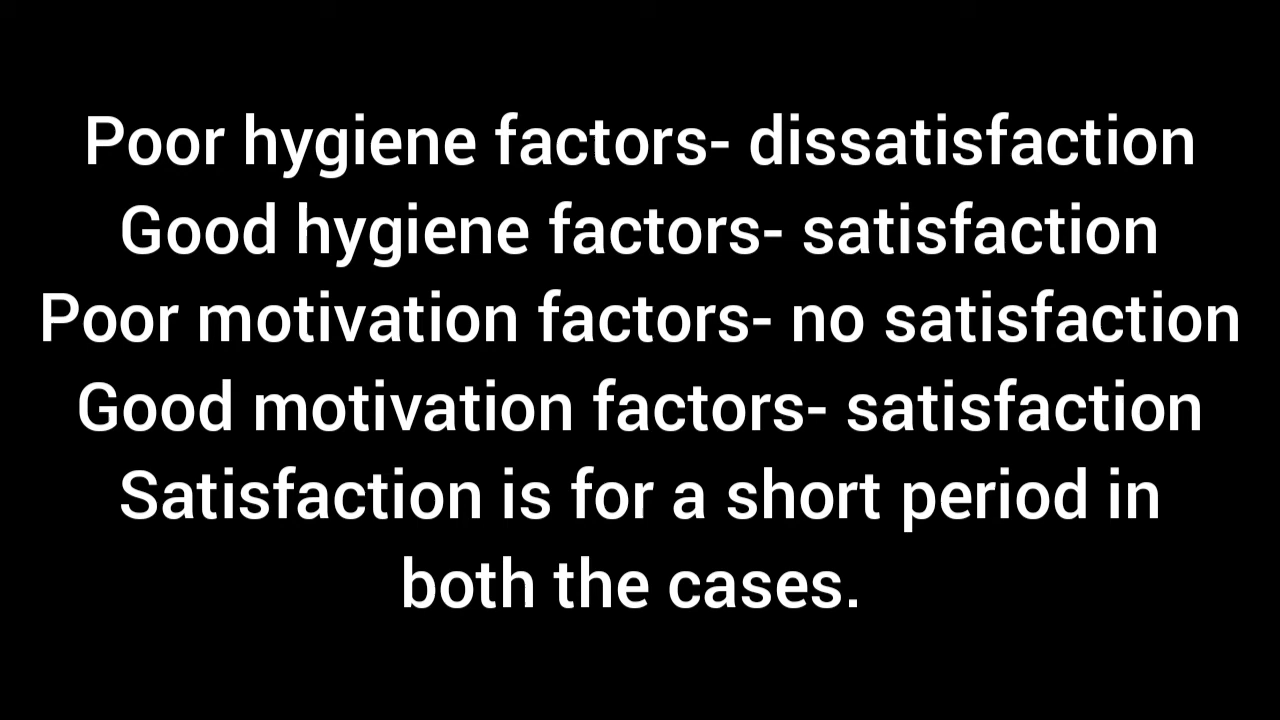 Poor hygiene factors- dissatisfaction
Good hygiene factors- satisfaction
Poor motivation factors- no satisfaction
Good motivation factors- satisfaction
Satisfaction is for a short period in
both the cases.